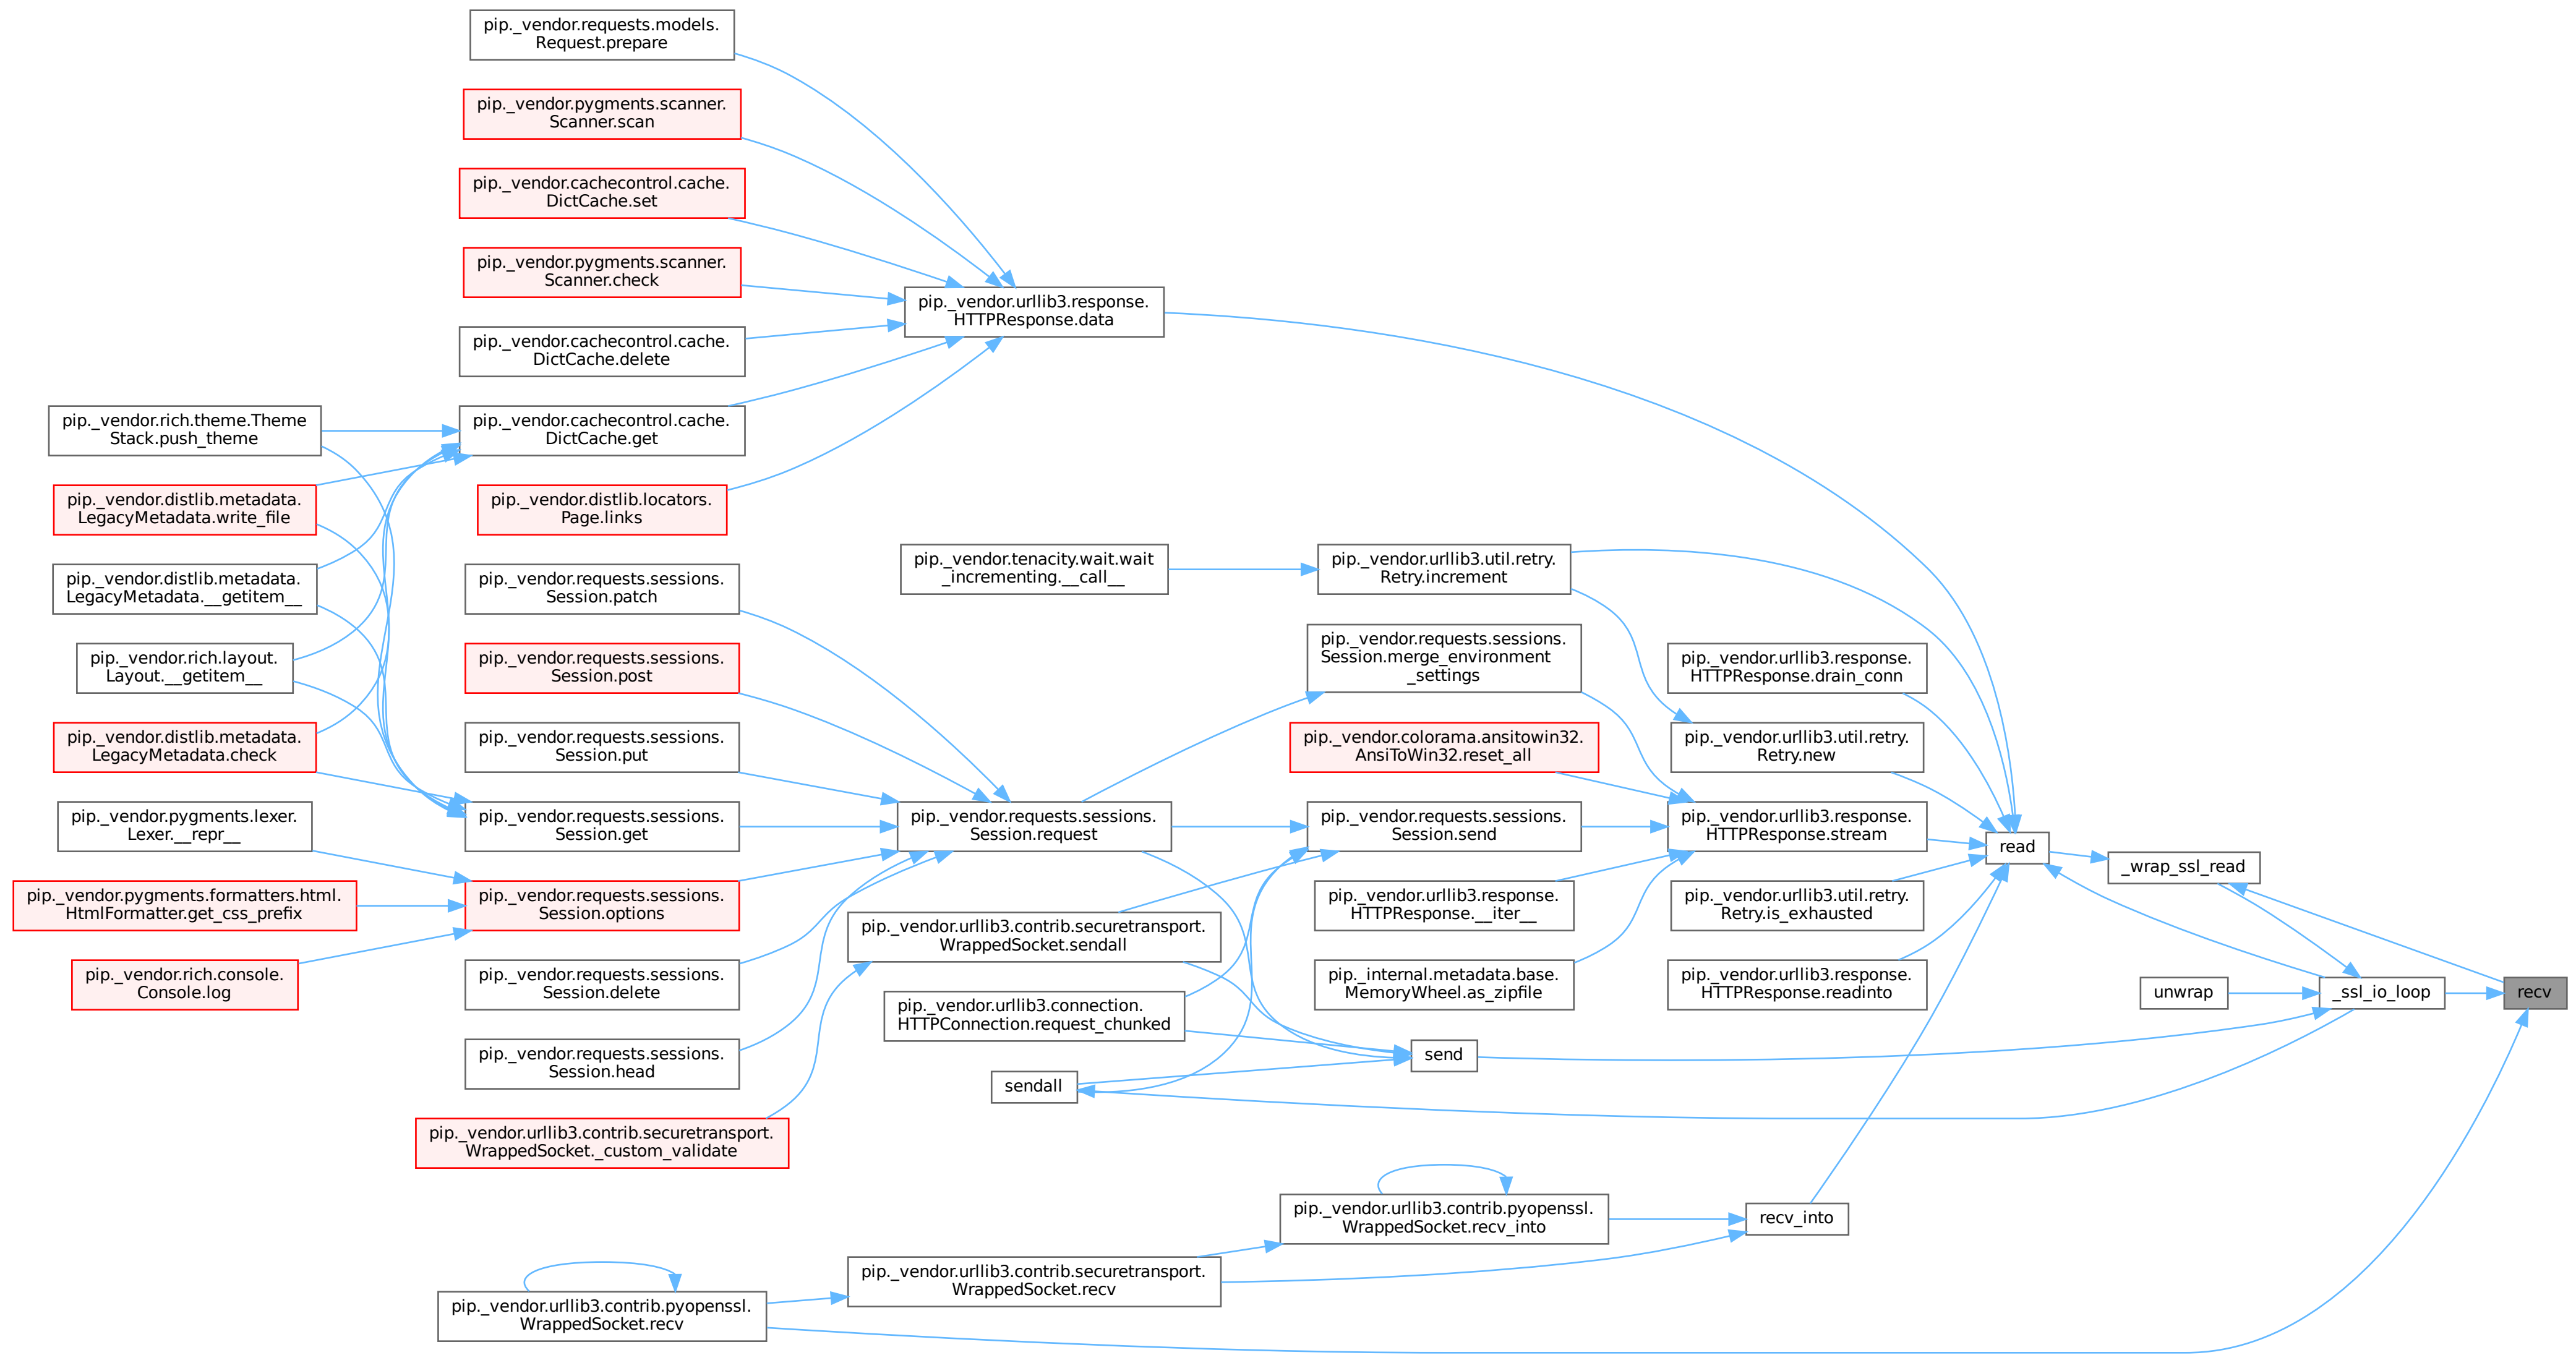 pip._vendor.requests.models.
Request.prepare
pip._vendor.pygments.scanner.
Scanner.scan
pip._vendor.cachecontrol.cache.
DictCache.set
pip._vendor.pygments.scanner.
Scanner.check
pip._vendor.urllib3.response.
HTTPResponse.data
pip._vendor.cachecontrol.cache.
DictCache.delete
pip._vendor.rich.theme.Theme
Stack.push_theme
pip._vendor.cachecontrol.cache.
DictCache.get
pip._vendor.distlib.metadata.
LegacyMetadata.write_file
pip._vendor.distlib.locators.
Page.links
pip._vendor.distlib.metadata.
LegacyMetadata.__getitem__
pip._vendor.requests.sessions.
Session.patch
pip._vendor.tenacity.wait.wait
_incrementing.__call__
pip._vendor.urllib3.util.retry.
Retry.increment
pip._vendor.rich.layout.
Layout.__getitem__
pip._vendor.requests.sessions.
Session.post
pip._vendor.requests.sessions.
Session.merge_environment
_settings
pip._vendor.urllib3.response.
HTTPResponse.drain_conn
pip._vendor.distlib.metadata.
LegacyMetadata.check
pip._vendor.requests.sessions.
Session.put
pip._vendor.colorama.ansitowin32.
AnsiToWin32.reset_all
pip._vendor.urllib3.util.retry.
Retry.new
pip._vendor.pygments.lexer.
Lexer.__repr__
pip._vendor.requests.sessions.
Session.get
pip._vendor.requests.sessions.
Session.request
pip._vendor.requests.sessions.
Session.send
pip._vendor.urllib3.response.
HTTPResponse.stream
read
_wrap_ssl_read
pip._vendor.pygments.formatters.html.
HtmlFormatter.get_css_prefix
pip._vendor.requests.sessions.
Session.options
pip._vendor.urllib3.response.
HTTPResponse.__iter__
pip._vendor.urllib3.util.retry.
Retry.is_exhausted
pip._vendor.urllib3.contrib.securetransport.
WrappedSocket.sendall
pip._vendor.rich.console.
Console.log
pip._vendor.requests.sessions.
Session.delete
pip._internal.metadata.base.
MemoryWheel.as_zipfile
pip._vendor.urllib3.response.
HTTPResponse.readinto
unwrap
_ssl_io_loop
recv
pip._vendor.urllib3.connection.
HTTPConnection.request_chunked
pip._vendor.requests.sessions.
Session.head
send
sendall
pip._vendor.urllib3.contrib.securetransport.
WrappedSocket._custom_validate
pip._vendor.urllib3.contrib.pyopenssl.
WrappedSocket.recv_into
recv_into
pip._vendor.urllib3.contrib.securetransport.
WrappedSocket.recv
pip._vendor.urllib3.contrib.pyopenssl.
WrappedSocket.recv